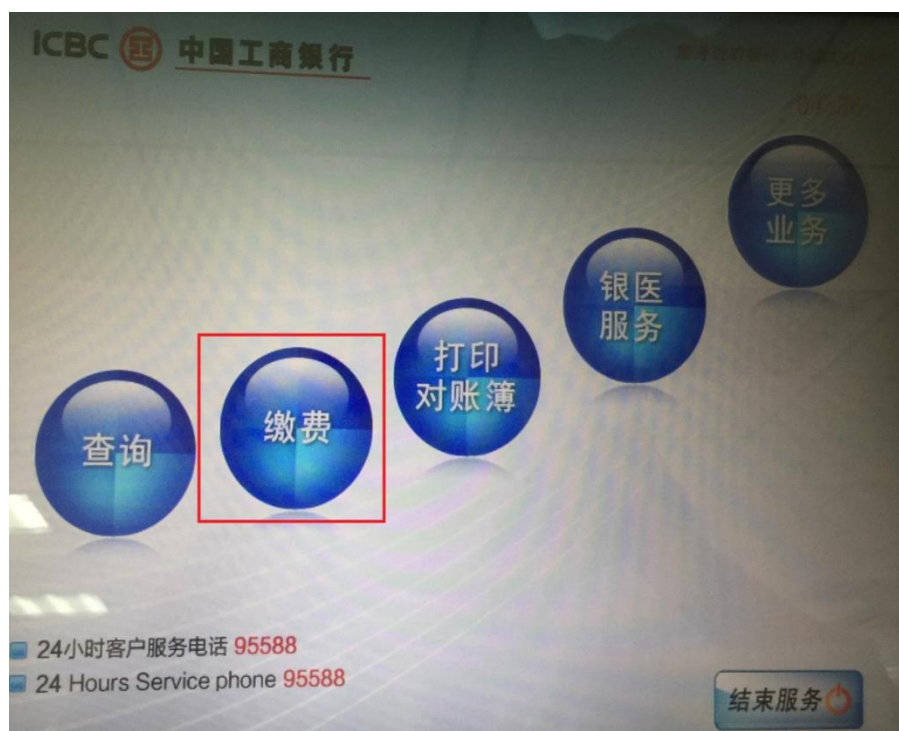 ICBC 中国工商银行
更多
业务
银医
服务
打印
对账簿
缴费
查询
24小时客户服务电话 95588
24 Hours Service phone 95588
结束服务